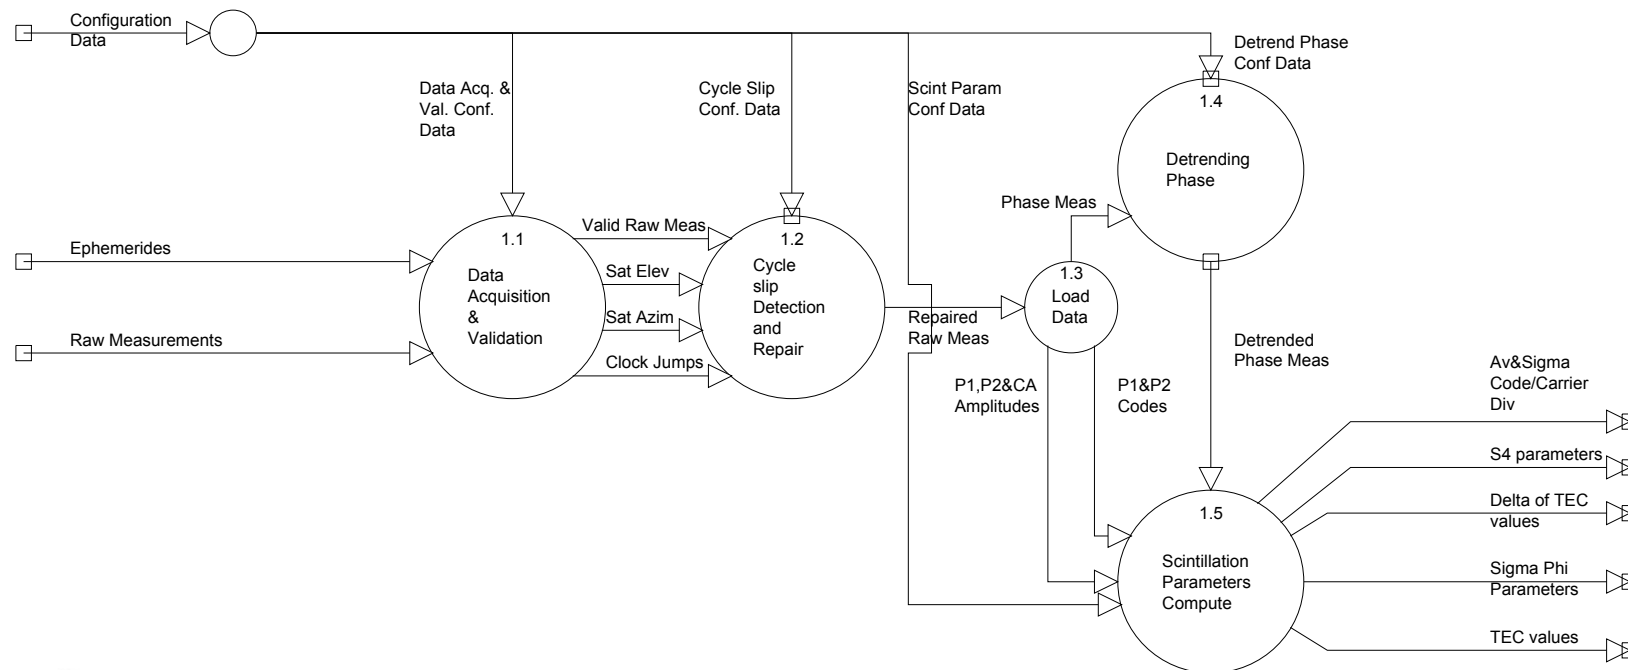 Configuration
Data
Detrend Phase
Conf Data
Data Acq. &
Val. Conf.
Data
Cycle Slip
Conf. Data
Scint Param
Conf Data
1.4
Detrending
Phase
Phase Meas
Ephemerides
Raw Measurements
1.1
Data
Acquisition
&
Validation
Valid Raw Meas
Sat Elev
Sat Azim
Clock Jumps
1.2
Cycle
slip
Detection
and
Repair
Repaired
Raw Meas
1.3
Load
Data
P1,P2&CA
Amplitudes
P1&P2
Codes
Detrended
Phase Meas
1.5
Scintillation
Parameters
Compute
Av&Sigma
Code/Carrier
Div
S4 parameters
Delta of TEC
values
Sigma Phi
Parameters
TEC values